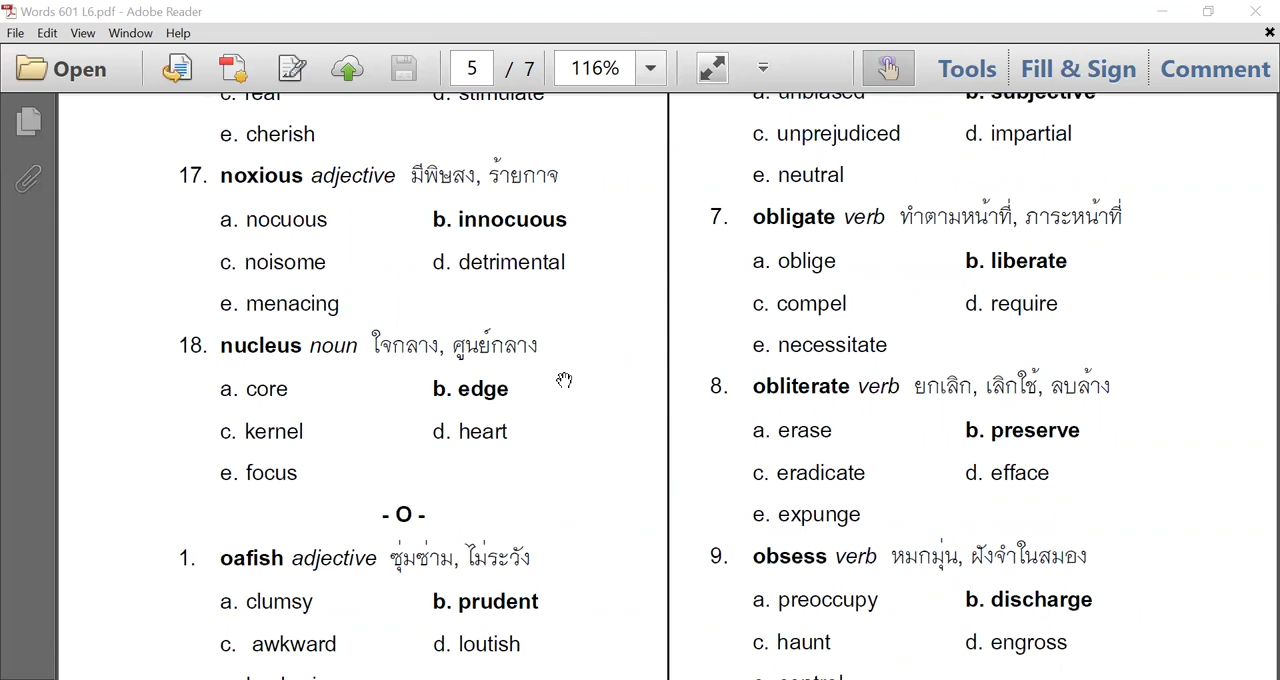 Words 601 L6.pdf - Adobe Reader
File Edit View Window Help
Open 5 / 7 116% Tools Fill & Sign Comment
c. fear d. stimulate
e. cherish
17. noxious adjective มีพิษสง, ร้ายกาจ
a. nocuous b. innocuous
c. noisome d. detrimental
e. menacing
18. nucleus noun ใจกลาง, ศูนย์กลาง
a. core b. edge
c. kernel d. heart
e. focus
- O -
1. oafish adjective ซุ่มซ่าม, ไม่ระวัง
a. clumsy b. prudent
c. awkward d. loutish
a. unbiased b. subjective
c. unprejudiced d. impartial
e. neutral
7. obligate verb ทำตามหน้าที่, ภาระหน้าที่
a. oblige b. liberate
c. compel d. require
e. necessitate
8. obliterate verb ยกเลิก, เลิกใช้, ลบล้าง
a. erase b. preserve
c. eradicate d. efface
e. expunge
9. obsess verb หมกมุ่น, ฝังจำในสมอง
a. preoccupy b. discharge
c. haunt d. engross